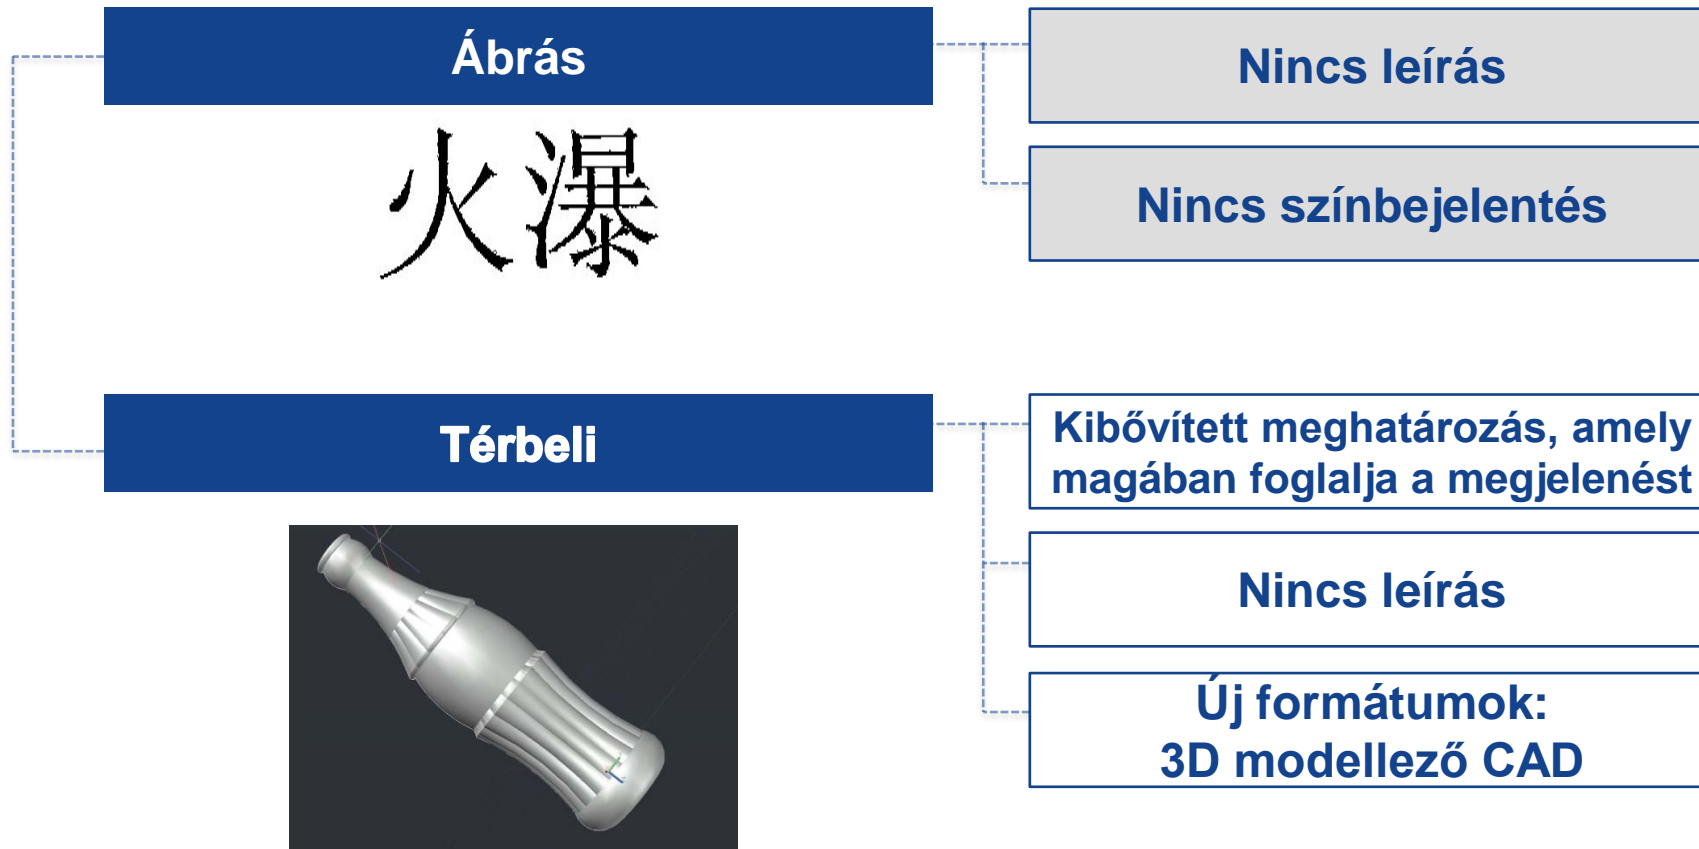 Ábrás
Nincs leírás
火瀑
Nincs színbejelentés
Térbeli
Kibővített meghatározás, amely
magában foglalja a megjelenést
Nincs leírás
Új formátumok:
3D modellező CAD